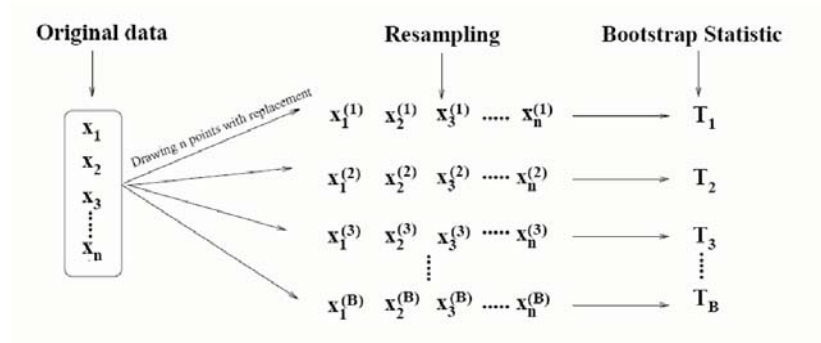 Original data Resampling Bootstrap Statistic
Drawing n points with replacement
x₁
x₂
x₃
xₙ
x₁⁽¹⁾ x₂⁽¹⁾ x₃⁽¹⁾ ..... xₙ⁽¹⁾ T₁
x₁⁽²⁾ x₂⁽²⁾ x₃⁽²⁾ ..... xₙ⁽²⁾ T₂
x₁⁽³⁾ x₂⁽³⁾ x₃⁽³⁾ ..... xₙ⁽³⁾ T₃
x₁⁽ᴮ⁾ x₂⁽ᴮ⁾ x₃⁽ᴮ⁾ ..... xₙ⁽ᴮ⁾ T_B